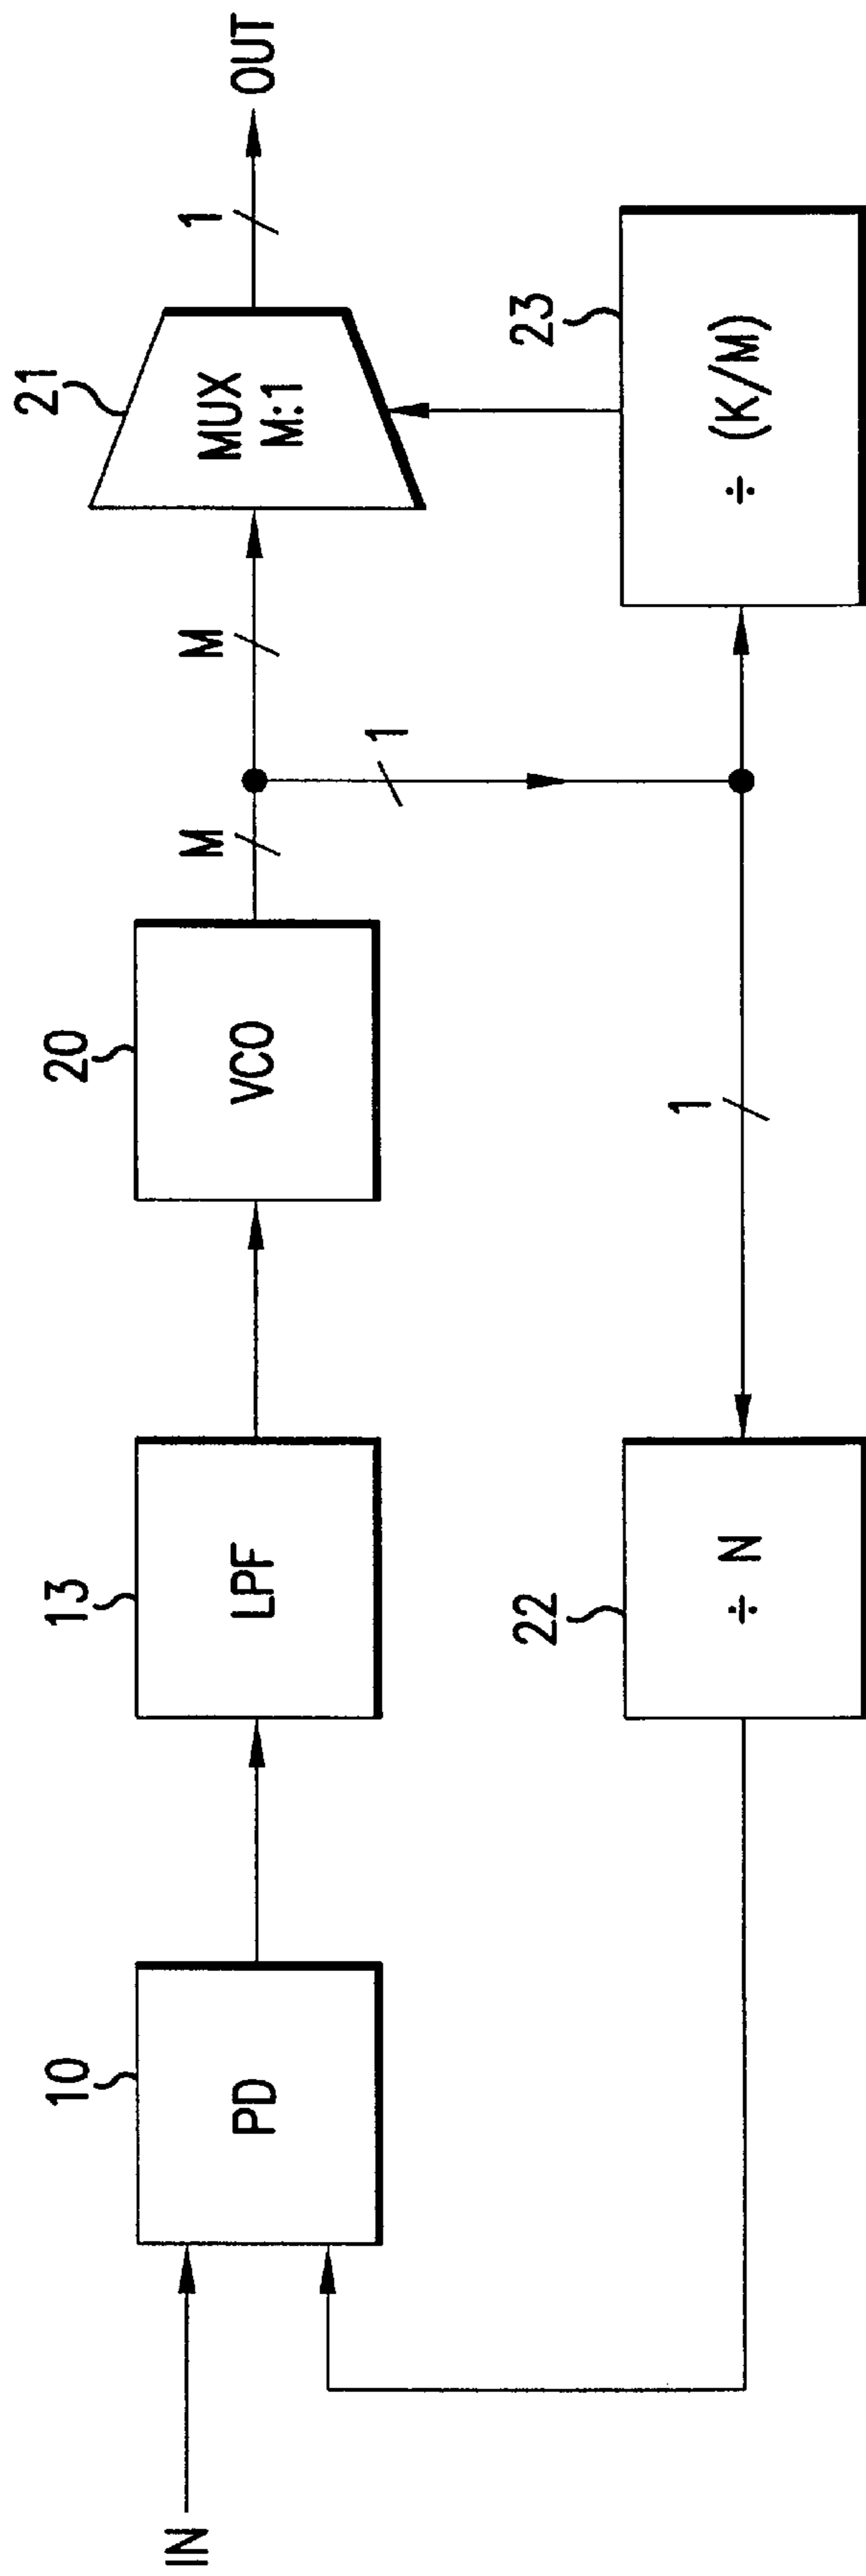 IN
10
PD
13
LPF
20
VCO
M
M
21
MUX
M:1
1
OUT
1
22
÷ N
1
23
÷ (K/M)